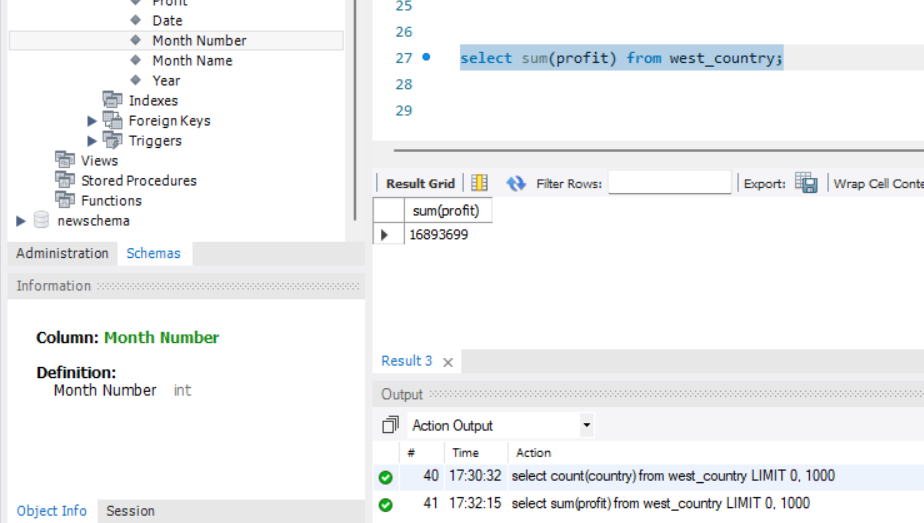 Profit
Date
Month Number
Month Name
Year
Indexes
Foreign Keys
Triggers
Views
Stored Procedures
Functions
newschema
Administration Schemas
Information
Column: Month Number
Definition:
Month Number int
Object Info Session
25
26
27 select sum(profit) from west_country;
28
29
Result Grid Filter Rows: Export: Wrap Cell Conte
sum(profit)
16893699
Result 3
Output
Action Output
# Time Action
40 17:30:32 select count(country) from west_country LIMIT 0, 1000
41 17:32:15 select sum(profit) from west_country LIMIT 0, 1000